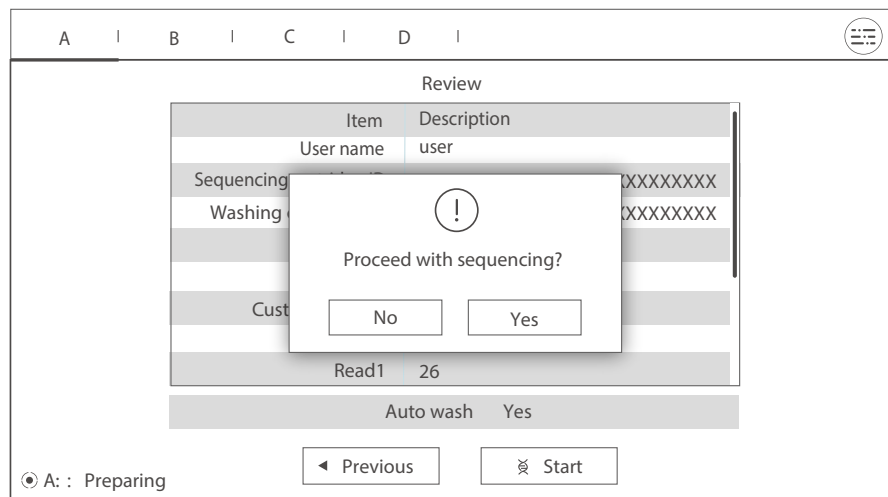 A B C D
Review
Item Description
User name user
Sequencing XXXXXXXXX
Washing XXXXXXXXX
Proceed with sequencing?
Cust
No Yes
Read1 26
Auto wash Yes
Previous Start
A: : Preparing